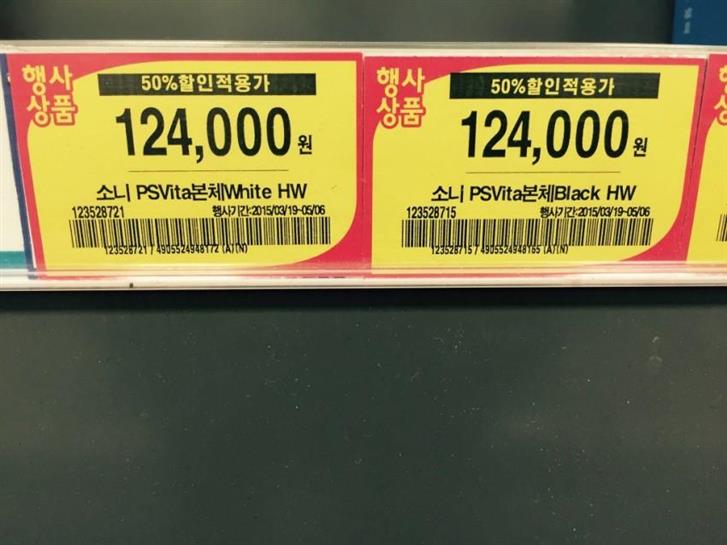 행사
상품
50%할인적용가
124,000원
소니 PSVita본체White HW
123528721 행사기간:2015/03/19-05/06
123528721 / 4905524948172 (A)(N)
행사
상품
50%할인적용가
124,000원
소니 PSVita본체Black HW
123528715 행사기간:2015/03/19-05/06
123528715 / 4905524948165 (A)(N)